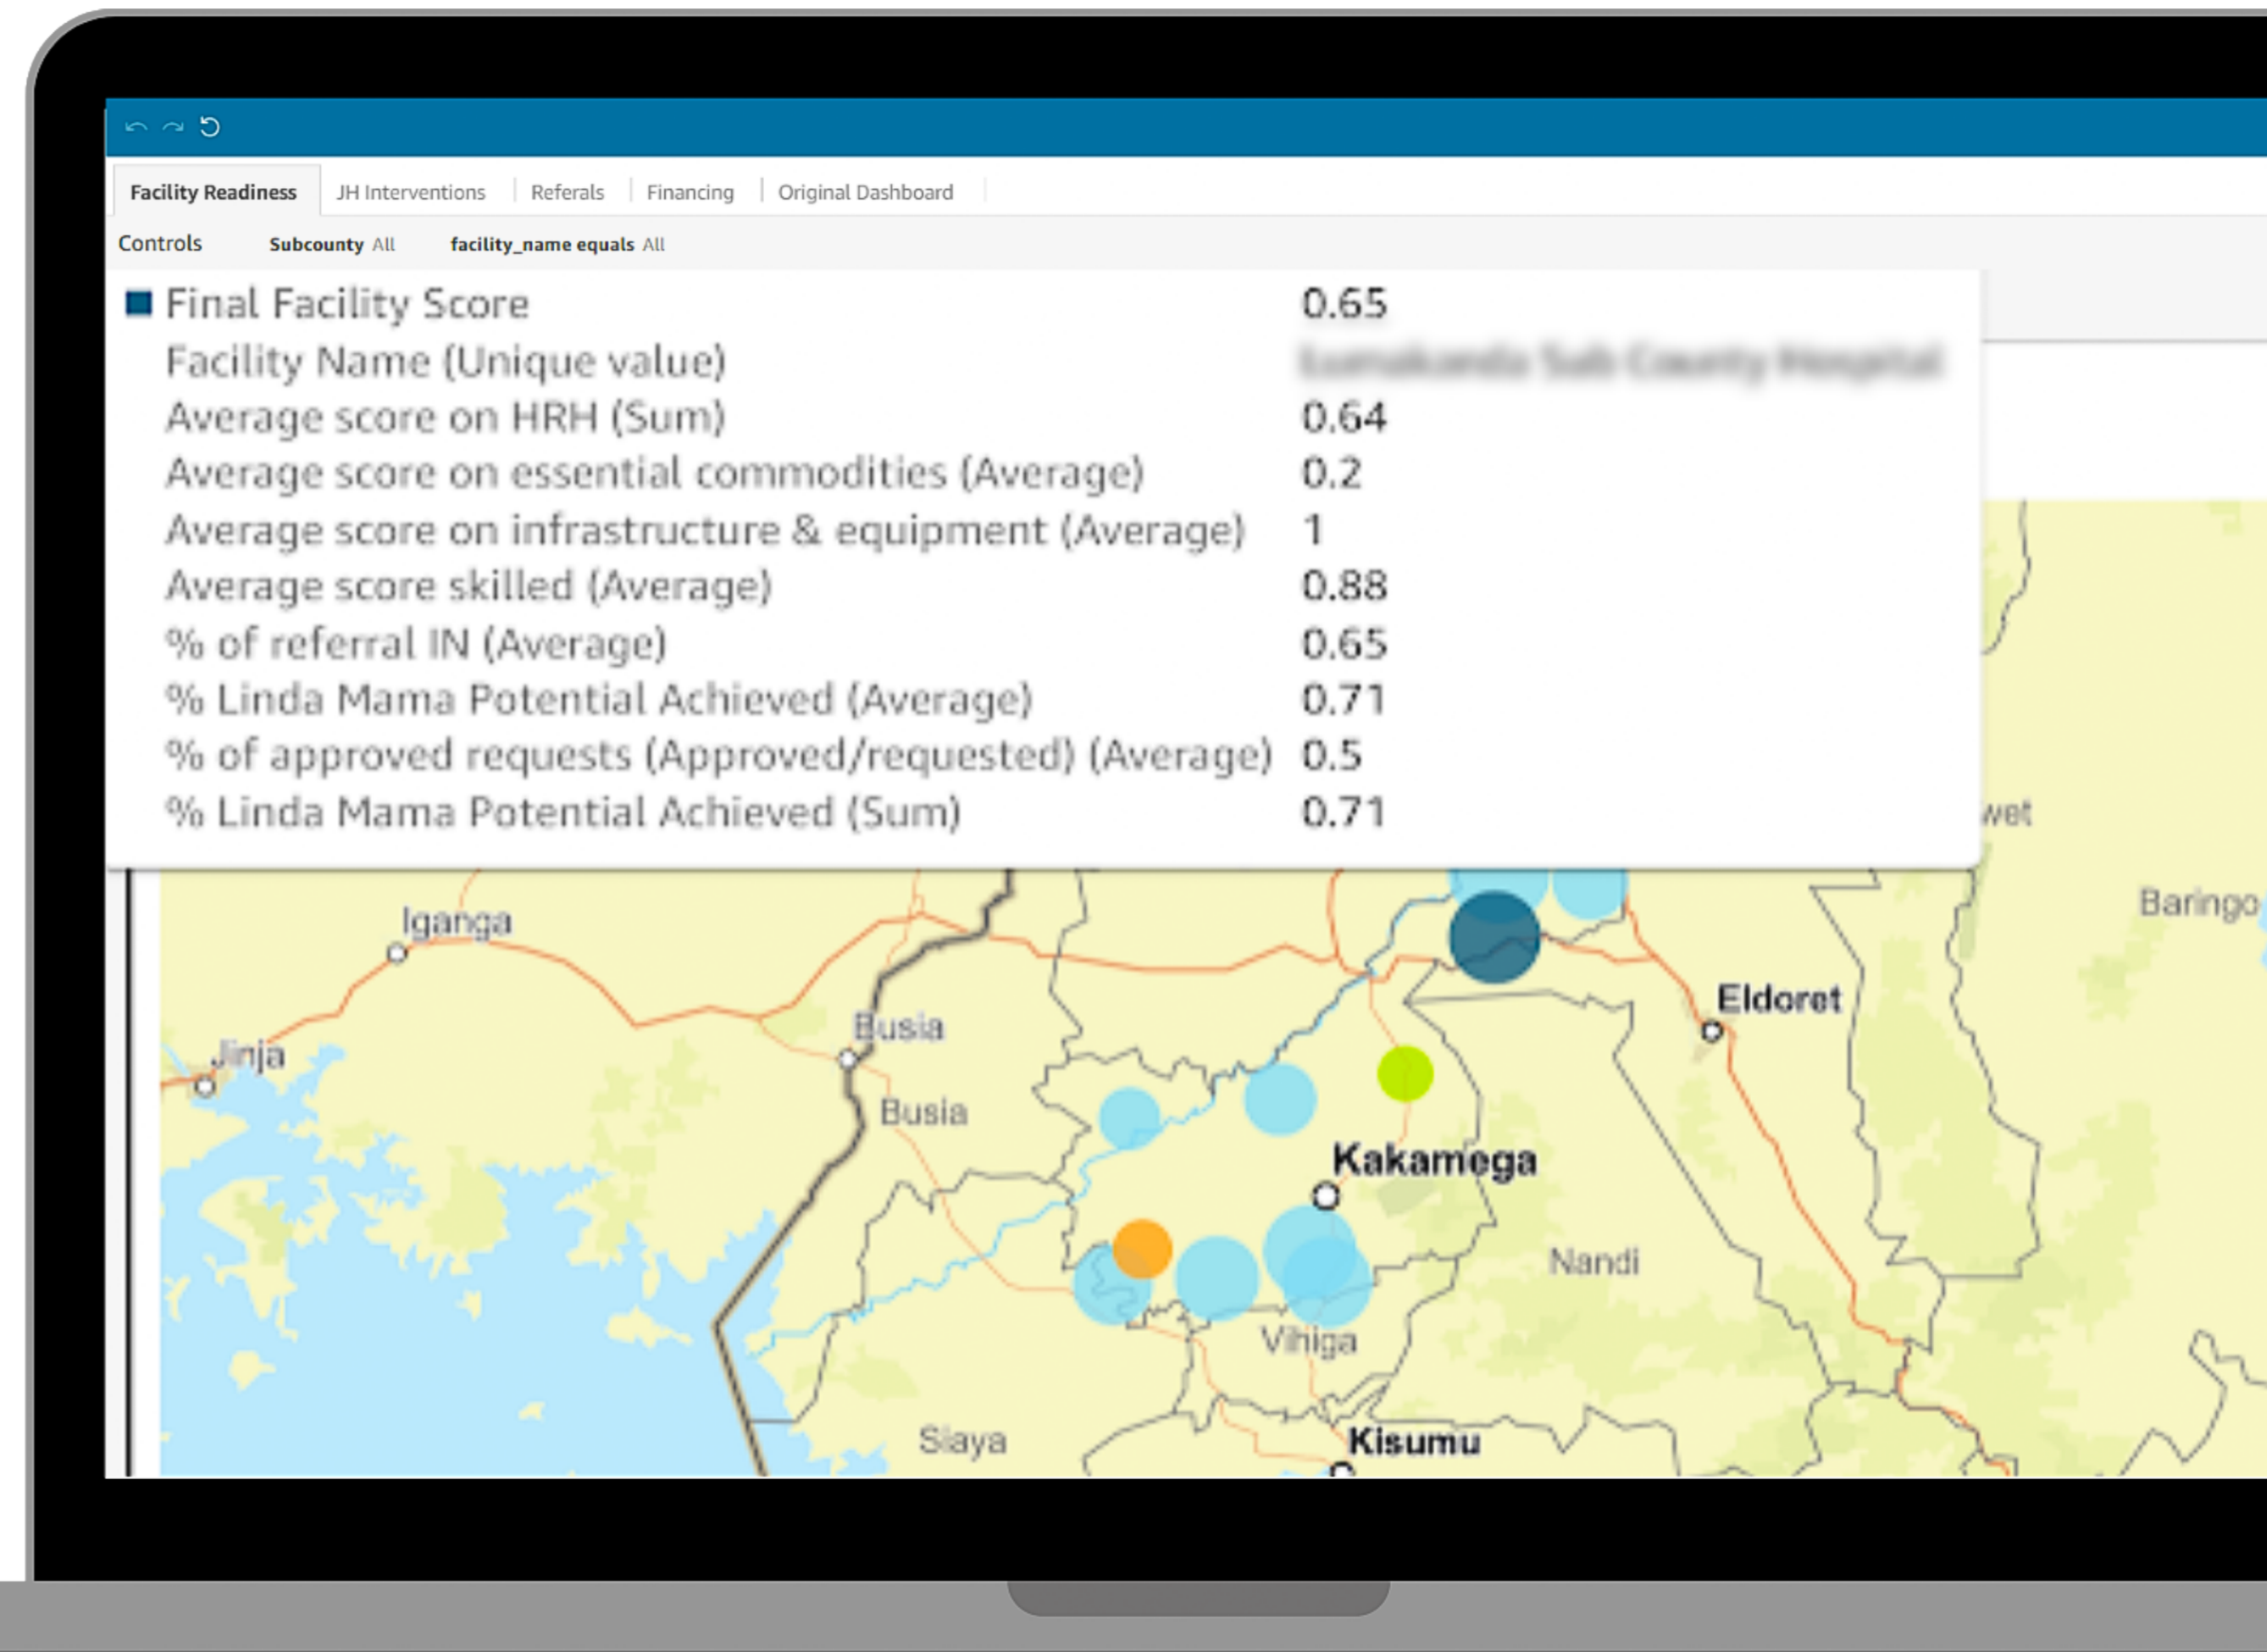 Facility Readiness JH Interventions Referals Financing Original Dashboard
Controls Subcounty All facility_name equals All
Final Facility Score 0.65
Facility Name (Unique value)
Average score on HRH (Sum) 0.64
Average score on essential commodities (Average) 0.2
Average score on infrastructure & equipment (Average) 1
Average score skilled (Average) 0.88
% of referral IN (Average) 0.65
% Linda Mama Potential Achieved (Average) 0.71
% of approved requests (Approved/requested) (Average) 0.5
% Linda Mama Potential Achieved (Sum) 0.71
wet
Baringo
Iganga
Eldoret
Busia
Jinja
Busia
Kakamega
Nandi
Vihiga
Siaya
Kisumu